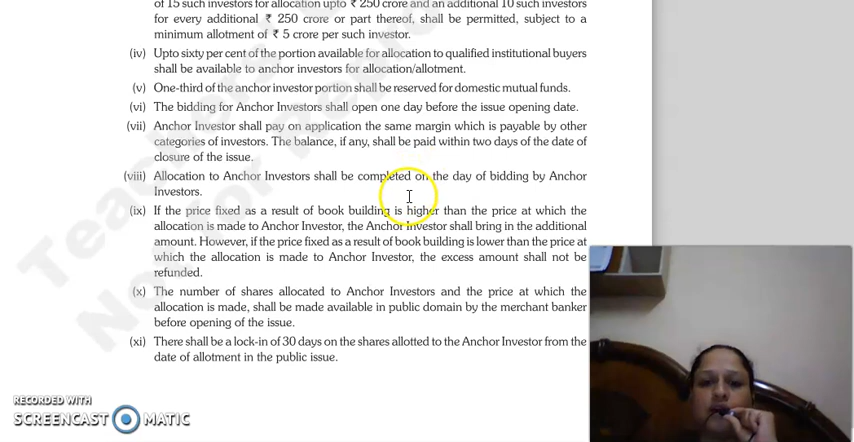 of 15 such investors for allocation upto ₹ 250 crore and an additional 10 such investors
for every additional ₹ 250 crore or part thereof, shall be permitted, subject to a
minimum allotment of ₹ 5 crore per such investor.
(iv) Upto sixty per cent of the portion available for allocation to qualified institutional buyers
shall be available to anchor investors for allocation/allotment.
(v) One-third of the anchor investor portion shall be reserved for domestic mutual funds.
(vi) The bidding for Anchor Investors shall open one day before the issue opening date.
(vii) Anchor Investor shall pay on application the same margin which is payable by other
categories of investors. The balance, if any, shall be paid within two days of the date of
closure of the issue.
(viii) Allocation to Anchor Investors shall be completed on the day of bidding by Anchor
Investors.
(ix) If the price fixed as a result of book building is higher than the price at which the
allocation is made to Anchor Investor, the Anchor Investor shall bring in the additional
amount. However, if the price fixed as a result of book building is lower than the price at
which the allocation is made to Anchor Investor, the excess amount shall not be
refunded.
(x) The number of shares allocated to Anchor Investors and the price at which the
allocation is made, shall be made available in public domain by the merchant banker
before opening of the issue.
(xi) There shall be a lock-in of 30 days on the shares allotted to the Anchor Investor from the
date of allotment in the public issue.
RECORDED WITH
SCREENCAST MATIC